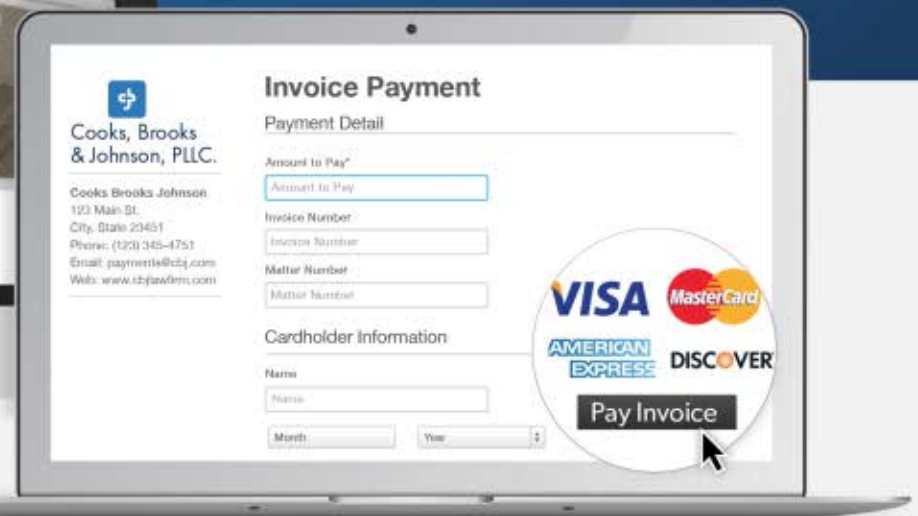 Cooks, Brooks
& Johnson, PLLC.
Cooks Brooks Johnson
123 Main St.
City, State 23451
Phone: (123) 345-4751
Email: payments@cbj.com
Web: www.cbjlawfirm.com
Invoice Payment
Payment Detail
Amount to Pay*
Amount to Pay
Invoice Number
Invoice Number
Matter Number
Matter Number
Cardholder Information
Name
Name
Month
Year
VISA
MasterCard
AMERICAN
EXPRESS
DISCOVER
Pay Invoice